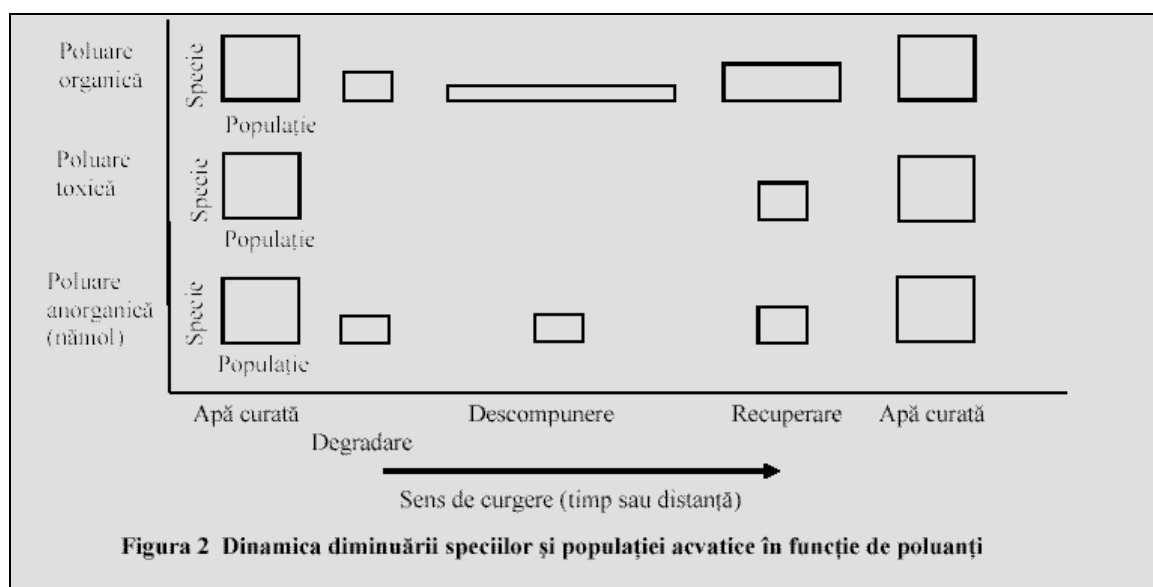 Poluare
organică
Specie
Populație
Poluare
toxică
Specie
Populație
Poluare
anorganică
(nămol)
Specie
Populație
Apă curată
Degradare
Descompunere
Recuperare
Apă curată
Sens de curgere (timp sau distanță)
Figura 2 Dinamica diminuării speciilor și populației acvatice în funcție de poluanți